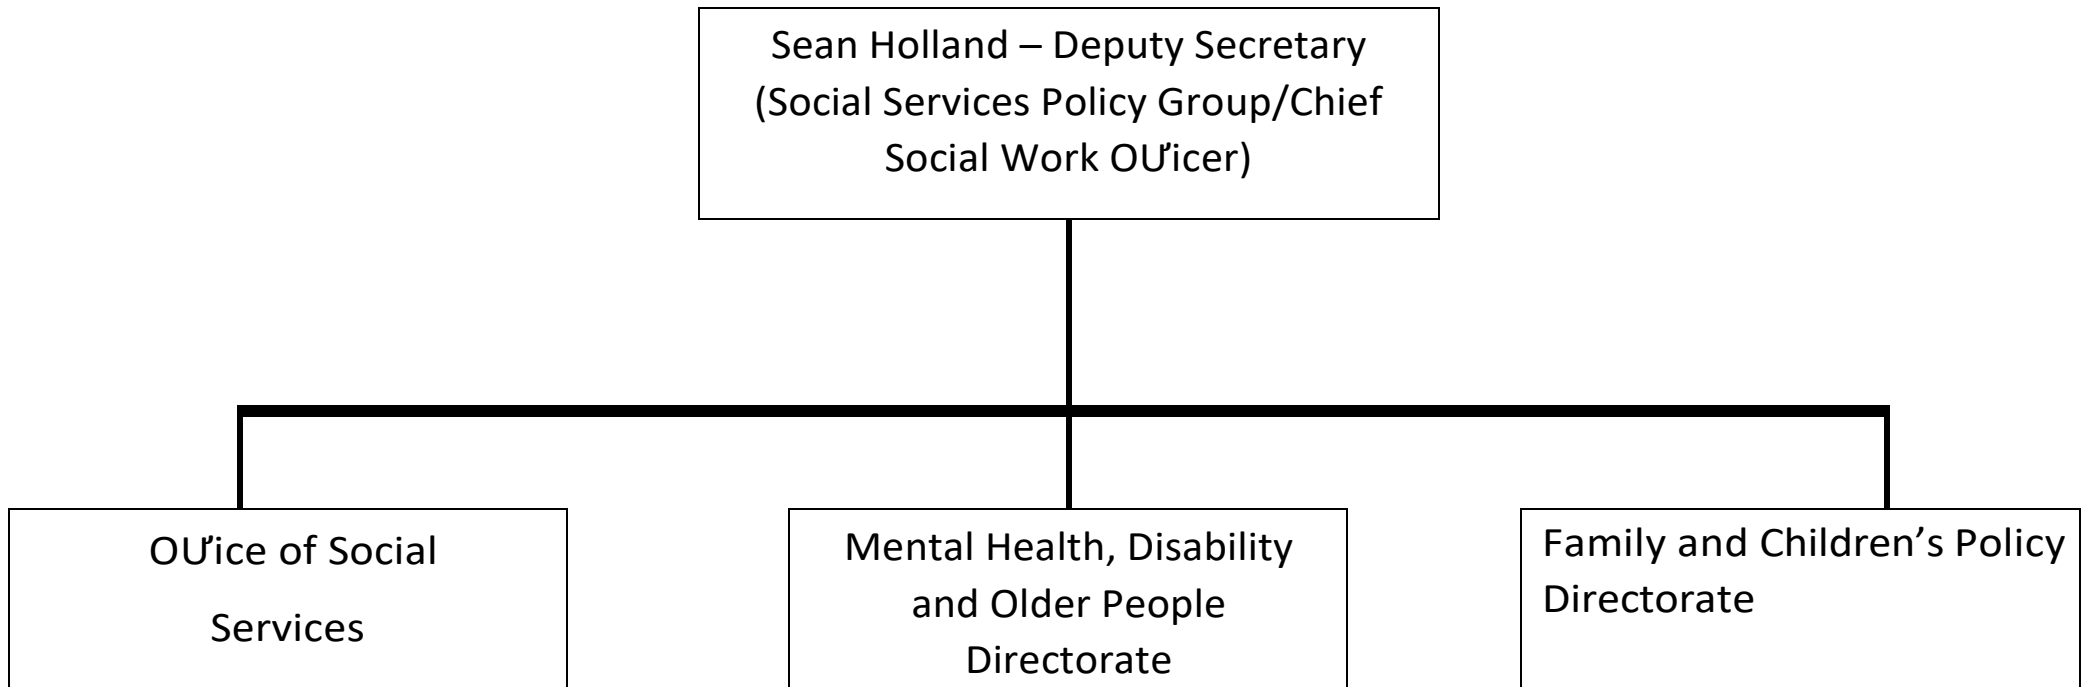 Sean Holland – Deputy Secretary
(Social Services Policy Group/Chief
Social Work OƯicer)
OƯice of Social
Services
Mental Health, Disability
and Older People
Directorate
Family and Children’s Policy
Directorate